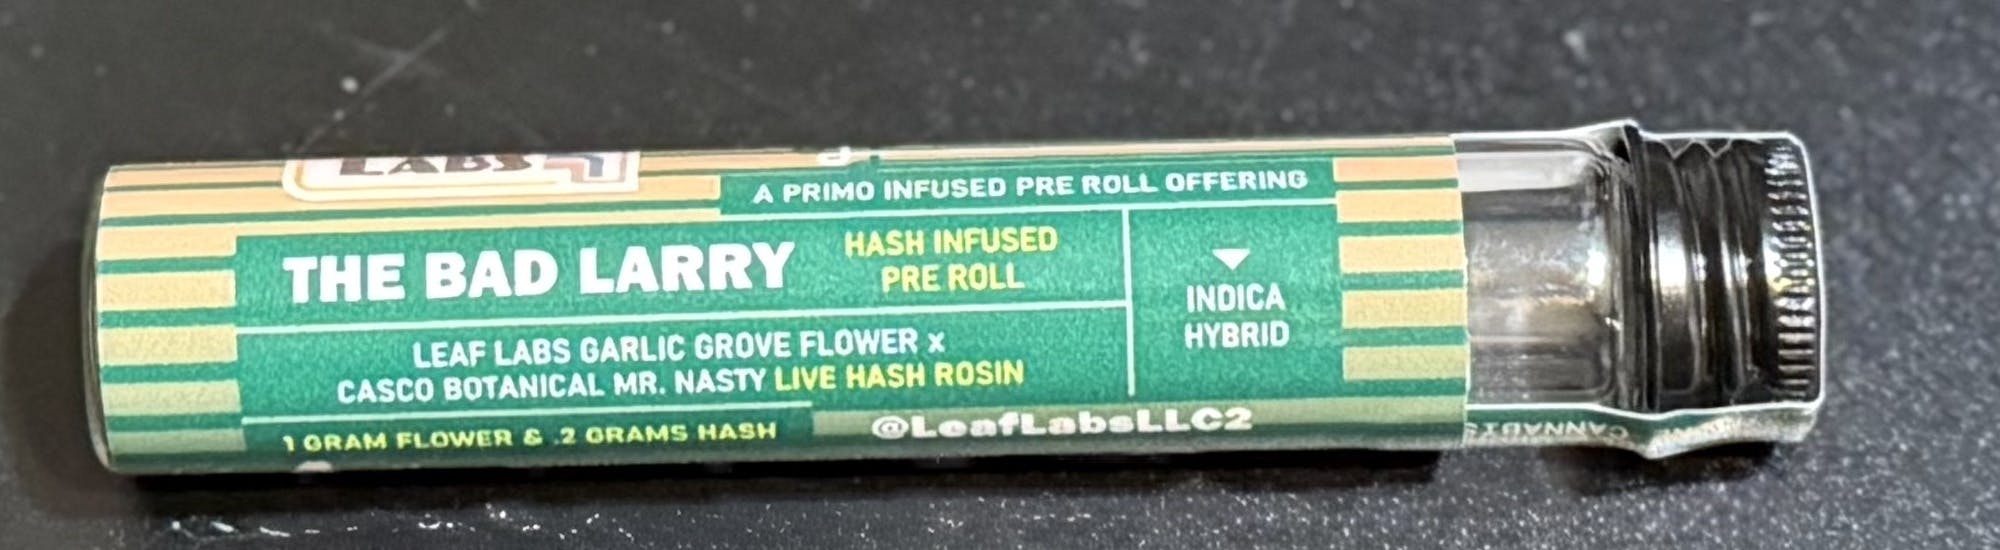 LABS
A PRIMO INFUSED PRE ROLL OFFERING
THE BAD LARRY
HASH INFUSED
PRE ROLL
INDICA
HYBRID
LEAF LABS GARLIC GROVE FLOWER x
CASCO BOTANICAL MR. NASTY LIVE HASH ROSIN
1 GRAM FLOWER & .2 GRAMS HASH
@LeafLabsLLC2
CANNABIS